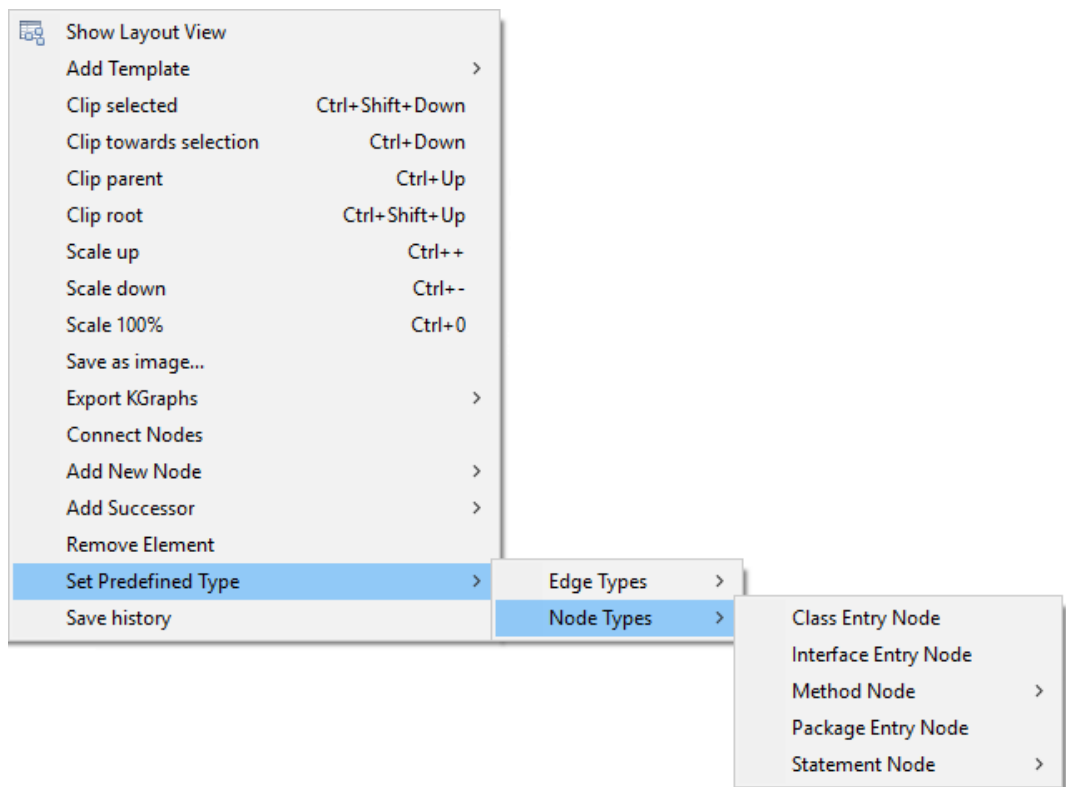 Show Layout View
Add Template >
Clip selected Ctrl+Shift+Down
Clip towards selection Ctrl+Down
Clip parent Ctrl+Up
Clip root Ctrl+Shift+Up
Scale up Ctrl++
Scale down Ctrl+-
Scale 100% Ctrl+0
Save as image...
Export KGraphs >
Connect Nodes
Add New Node >
Add Successor >
Remove Element
Set Predefined Type >
Save history
Edge Types >
Node Types >
Class Entry Node
Interface Entry Node
Method Node >
Package Entry Node
Statement Node >